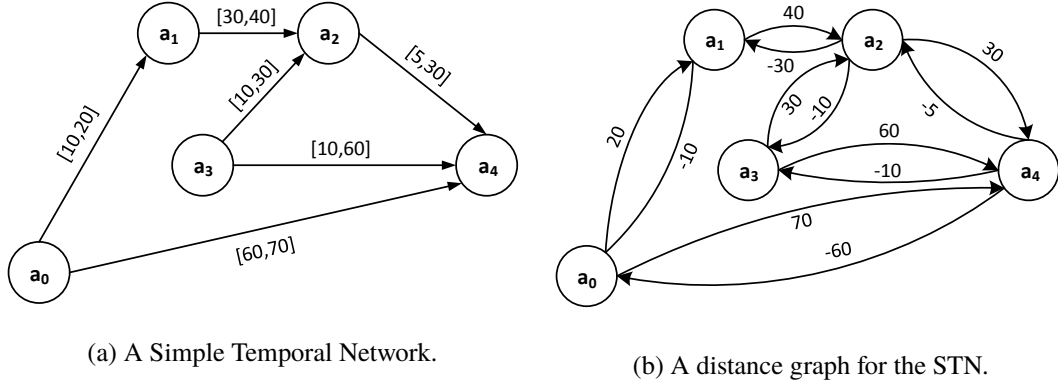 a1
[30,40]
a2
[10,20]
[10,30]
[5,30]
a3
[10,60]
a4
a0
[60,70]
(a) A Simple Temporal Network.
40
a1
a2
-30
30
20
-10
30
-10
-5
60
a3
-10
a4
70
a0
-60
(b) A distance graph for the STN.